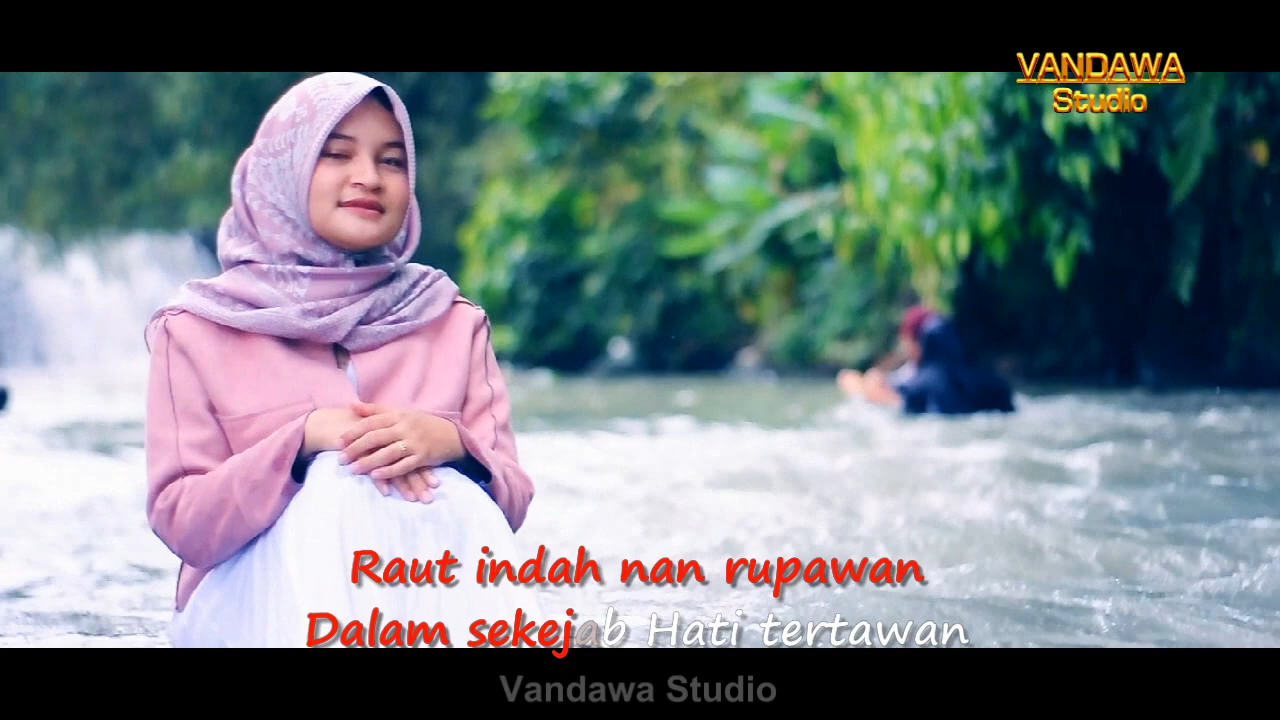 VANDAWA
Studio
Raut indah nan rupawan
Dalam sekejab Hati tertawan
Vandawa Studio